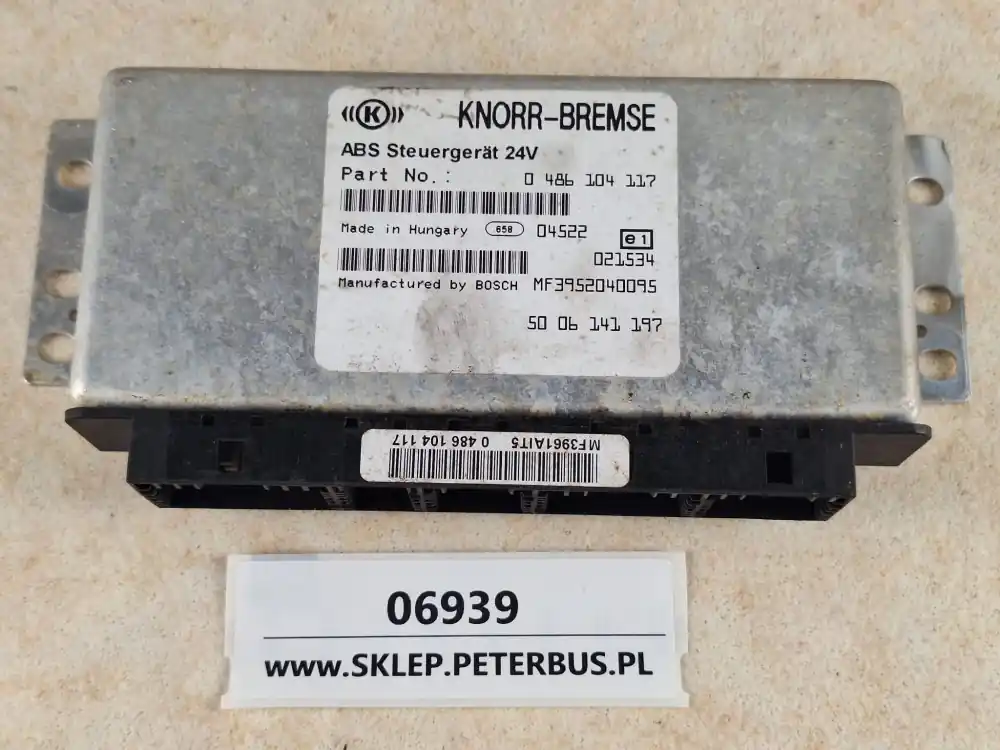 ((K)) KNORR-BREMSE
ABS Steuergerät 24V
Part No.: 0 486 104 117
Made in Hungary 658 04522
e1
021534
Manufactured by BOSCH MF3952040095
50 06 141 197
MF3961AIT5 0 486 104 117
06939
www.SKLEP.PETERBUS.PL